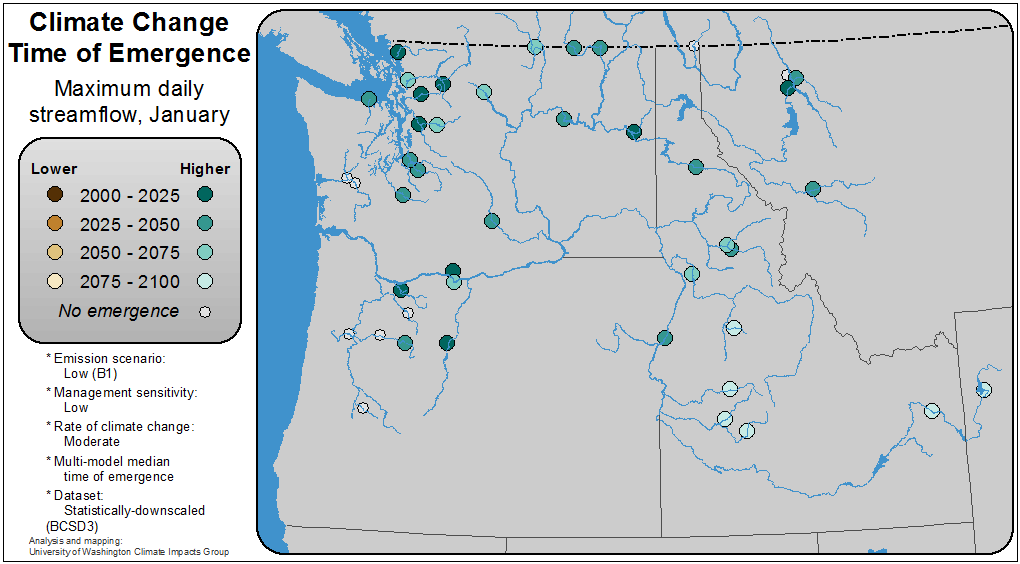 Climate Change
Time of Emergence
Maximum daily
streamflow, January
Lower Higher
2000 - 2025
2025 - 2050
2050 - 2075
2075 - 2100
No emergence
* Emission scenario:
Low (B1)
* Management sensitivity:
Low
* Rate of climate change:
Moderate
* Multi-model median
time of emergence
* Dataset:
Statistically-downscaled
(BCSD3)
Analysis and mapping:
University of Washington Climate Impacts Group